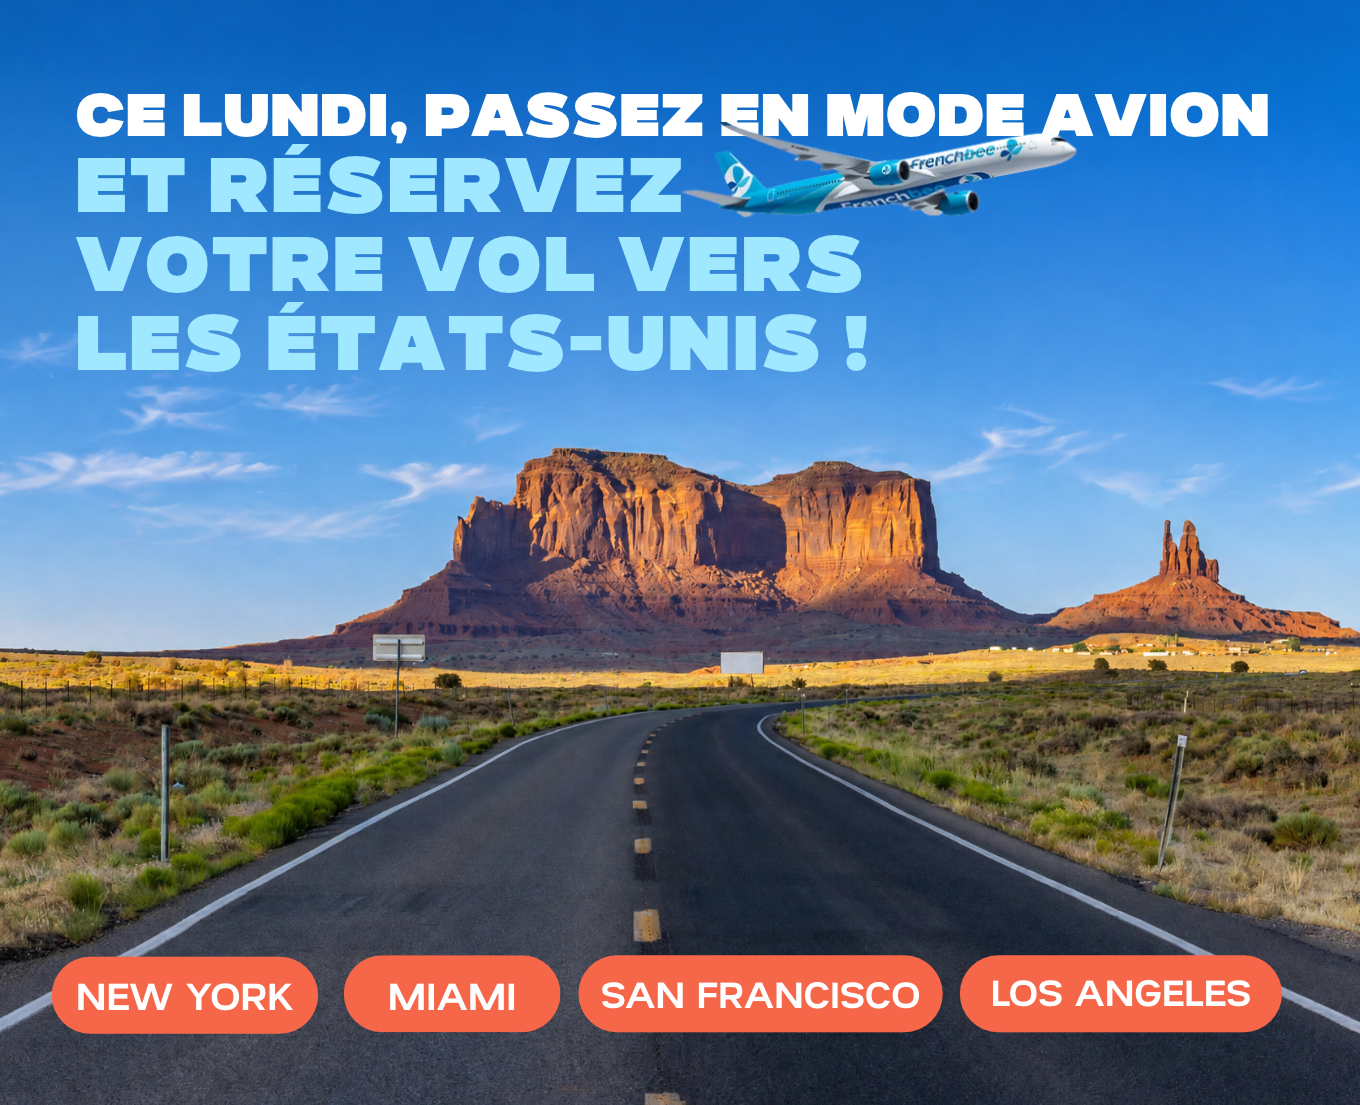 CE LUNDI, PASSEZ EN MODE AVION
ET RÉSERVEZ
Frenchbee
Frenchbee
VOTRE VOL VERS
LES ÉTATS-UNIS !
NEW YORK
MIAMI
SAN FRANCISCO
LOS ANGELES